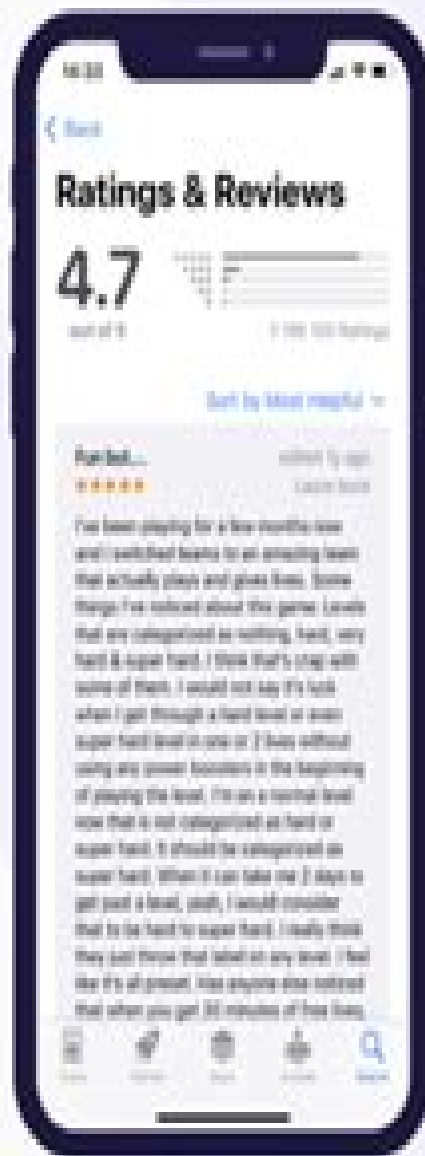 Back
Ratings & Reviews
4.7
out of 5
Ratings
Sort by Most Helpful
Fun but...
edited 1y ago
I've been playing for a few months now
and I switched teams to an amazing team
that actually plays and gives lives. Some
things I've noticed about this game. Levels
that are categorized as nothing, hard, very
hard & super hard. I think that's crap with
some of them. I would not say it's luck
when I get through a hard level or even
super hard level in one or 2 lives without
using any power boosters in the beginning
of playing the level. I'm on a normal level
now that is not categorized as hard or
super hard. It should be categorized as
super hard. When it can take me 2 days to
get past a level, yeah, I would consider
that to be hard to super hard. I really think
they just throw that label on any level. I feel
like it's all preset. Has anyone else noticed
that when you get 30 minutes of free lives,